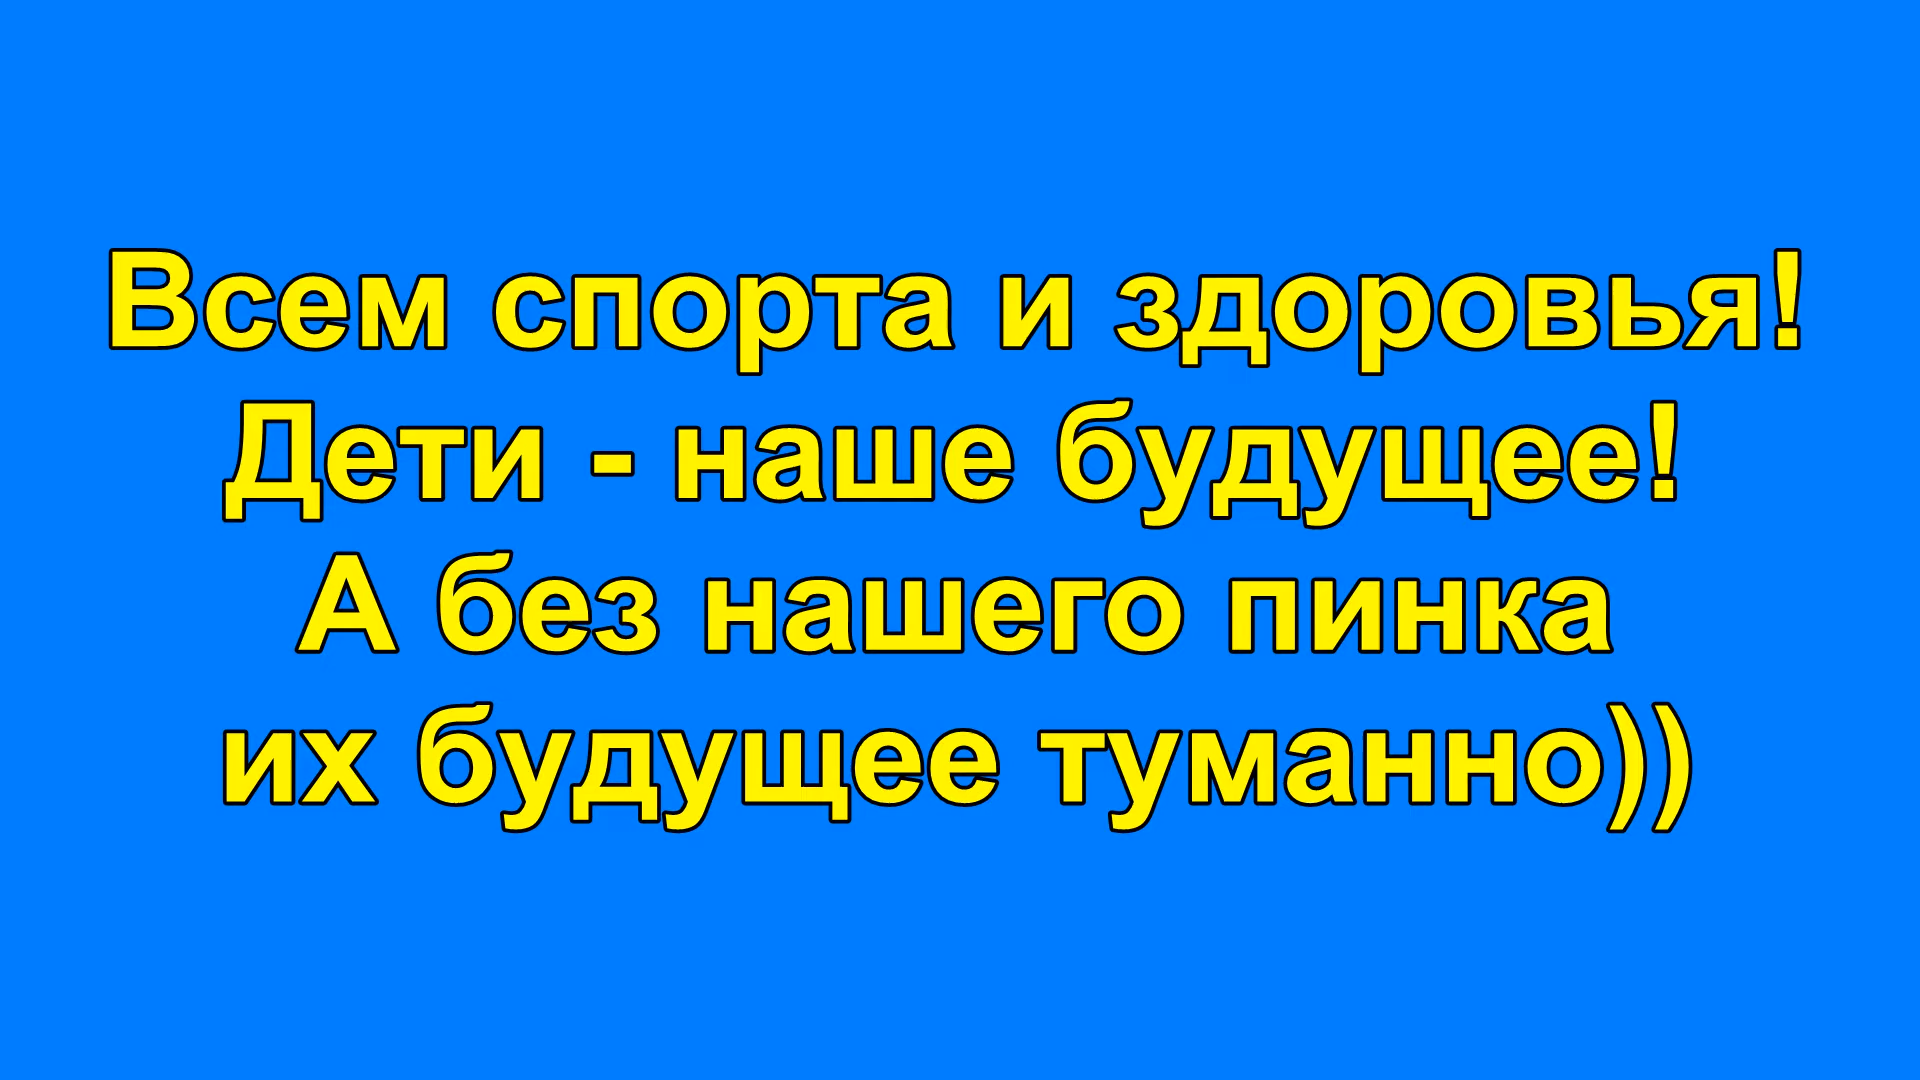 Всем спорта и здоровья!
Дети - наше будущее!
А без нашего пинка
их будущее туманно))